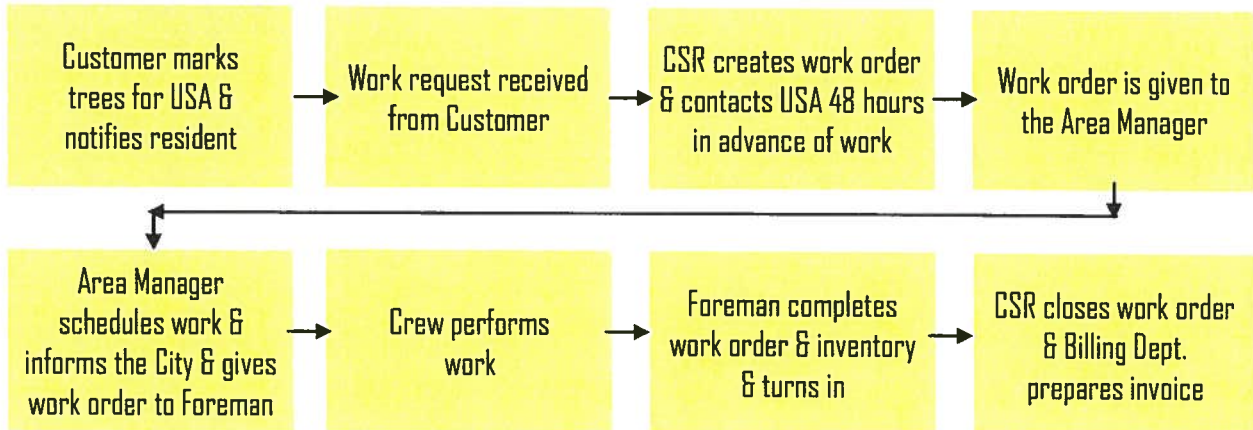 Customer marks
trees for USA &
notifies resident
Work request received
from Customer
CSR creates work order
& contacts USA 48 hours
in advance of work
Work order is given to
the Area Manager
Area Manager
schedules work &
informs the City & gives
work order to Foreman
Crew performs
work
Foreman completes
work order & inventory
& turns in
CSR closes work order
& Billing Dept.
prepares invoice